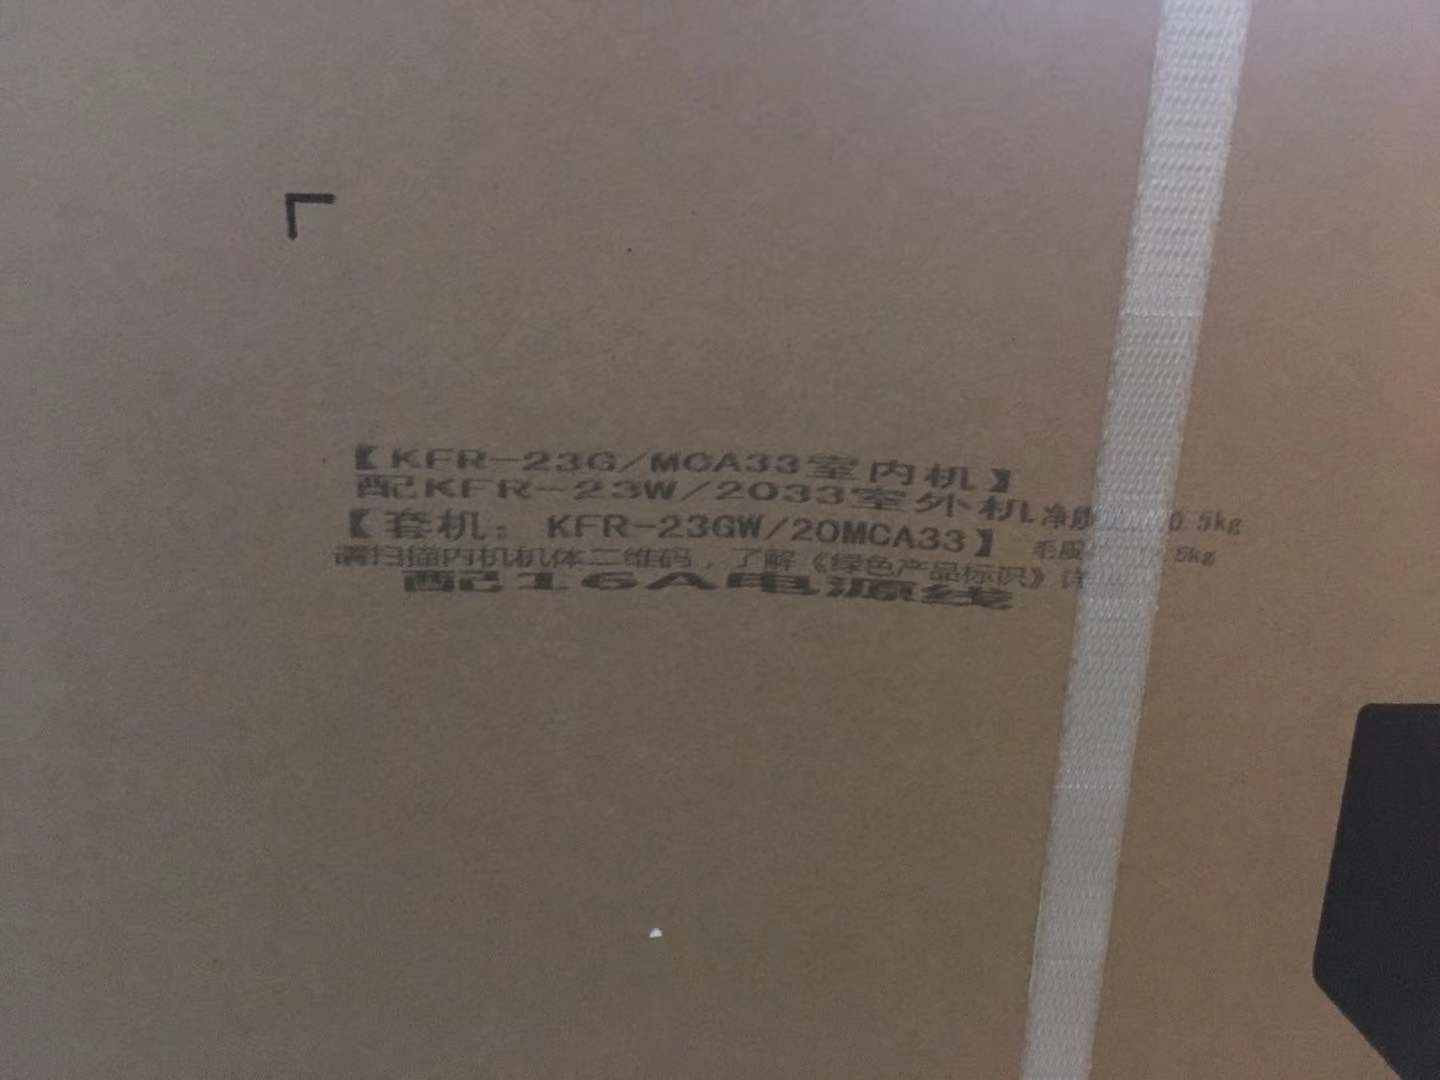 【KFR-23G/MCA33室内机】
配KFR-23W/2033室外机
【套机：KFR-23GW/20MCA33】
请扫描内机机体二维码，了解《绿色产品标识》
配16A电源线
净 0.5kg
毛 5kg